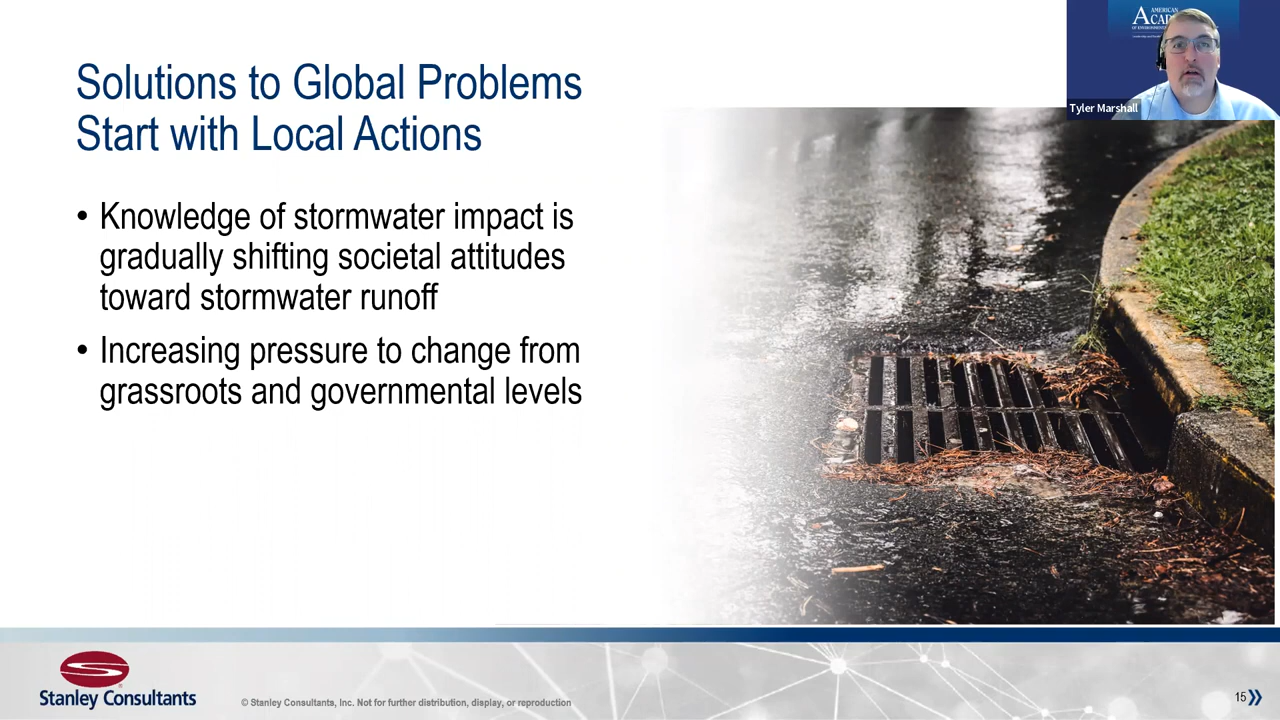 AMERICAN
Tyler Marshall
Solutions to Global Problems
Start with Local Actions
• Knowledge of stormwater impact is
gradually shifting societal attitudes
toward stormwater runoff
• Increasing pressure to change from
grassroots and governmental levels
Stanley Consultants
© Stanley Consultants, Inc. Not for further distribution, display, or reproduction
15